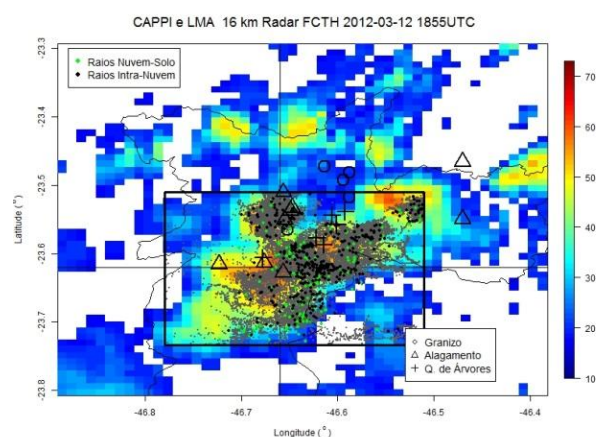 CAPPI e LMA 16 km Radar FCTH 2012-03-12 1855UTC
Raios Nuvem-Solo
Raios Intra-Nuvem
Granizo
Alagamento
Q. de Árvores
Latitude (°)
-23.3
-23.4
-23.5
-23.6
-23.7
-23.8
-46.8
-46.7
-46.6
-46.5
-46.4
Longitude (°)
70
60
50
40
30
20
10